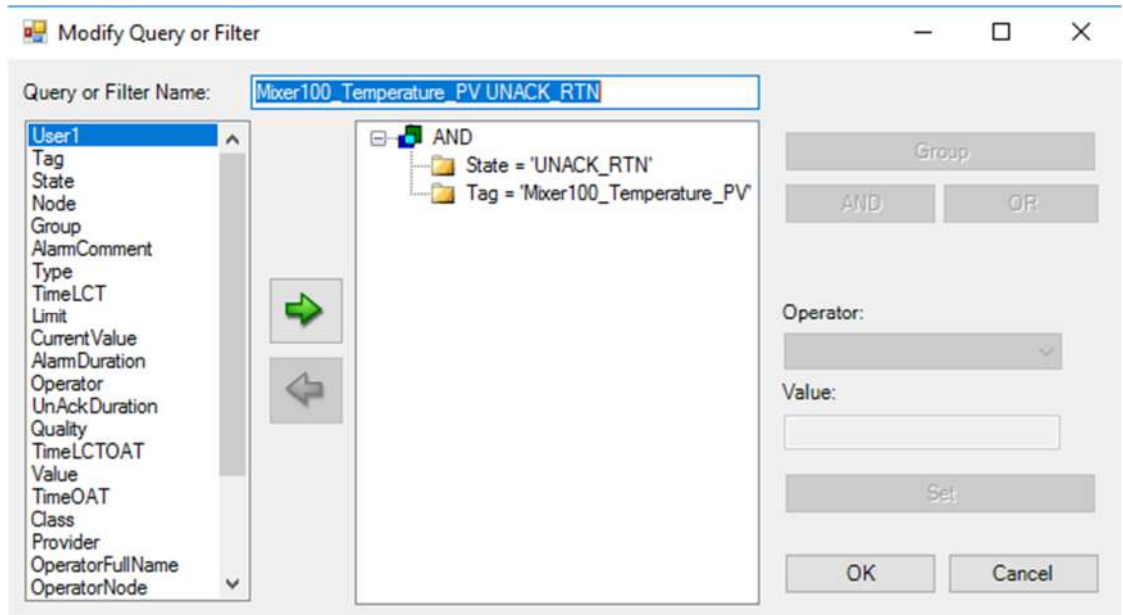 Modify Query or Filter
Query or Filter Name:
Mixer100_Temperature_PV UNACK_RTN
User1
Tag
State
Node
Group
AlarmComment
Type
TimeLCT
Limit
CurrentValue
AlarmDuration
Operator
UnAckDuration
Quality
TimeLCTOAT
Value
TimeOAT
Class
Provider
OperatorFullName
OperatorNode
AND
State = 'UNACK_RTN'
Tag = 'Mixer100_Temperature_PV'
Group
AND
OR
Operator:
Value:
Set
OK
Cancel